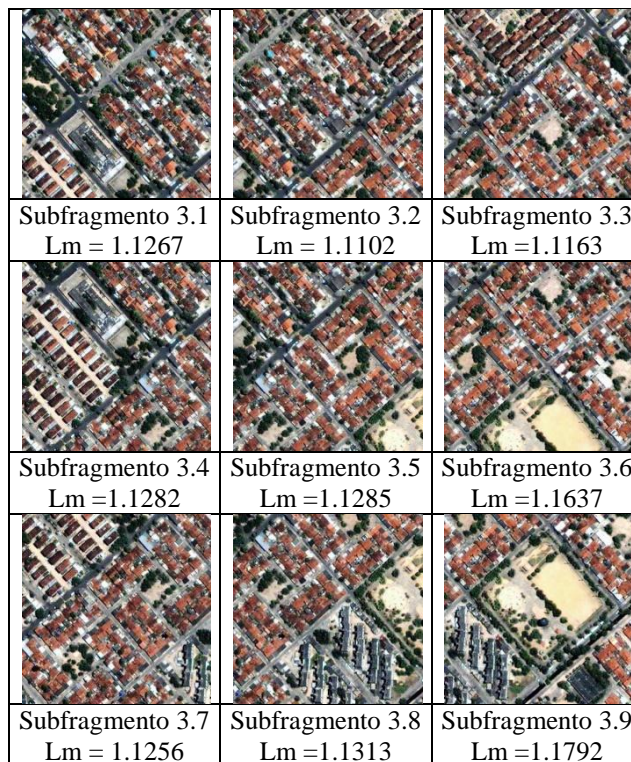 Subfragmento 3.1
Lm = 1.1267
Subfragmento 3.2
Lm = 1.1102
Subfragmento 3.3
Lm =1.1163
Subfragmento 3.4
Lm =1.1282
Subfragmento 3.5
Lm =1.1285
Subfragmento 3.6
Lm =1.1637
Subfragmento 3.7
Lm = 1.1256
Subfragmento 3.8
Lm =1.1313
Subfragmento 3.9
Lm =1.1792